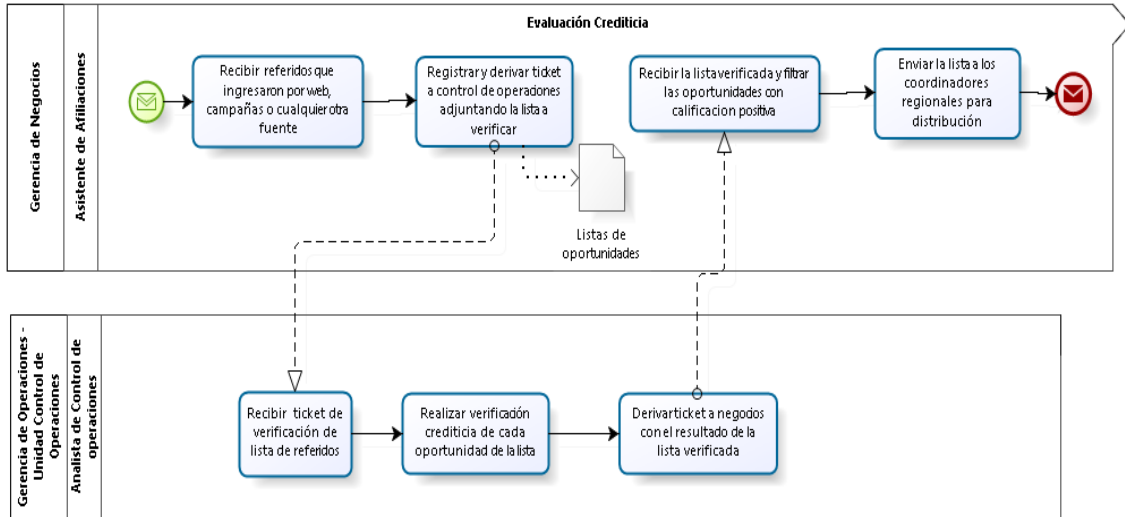 Evaluación Crediticia
Gerencia de Negocios
Asistente de Afiliaciones
Recibir referidos que
ingresaron por web,
campañas o cualquier otra
fuente
Registrar y derivar ticket
a control de operaciones
adjuntando la lista a
verificar
Recibir la lista verificada y filtrar
las oportunidades con
calificacion positiva
Enviar la lista a los
coordinadores
regionales para
distribución
Listas de
oportunidades
Gerencia de Operaciones -
Unidad Control de
Operaciones
Analista de Control de
operaciones
Recibir ticket de
verificación de
lista de referidos
Realizar verificación
crediticia de cada
oportunidad de la lista
Derivar ticket a negocios
con el resultado de la
lista verificada